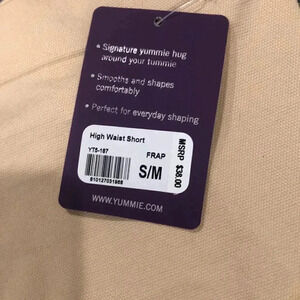 • Signature yummie hug
around your tummie
• Smooths and shapes
comfortably
• Perfect for everyday shaping
High Waist Short
YT5-167
FRAP
S/M
MSRP $38.00
WWW.YUMMIE.COM